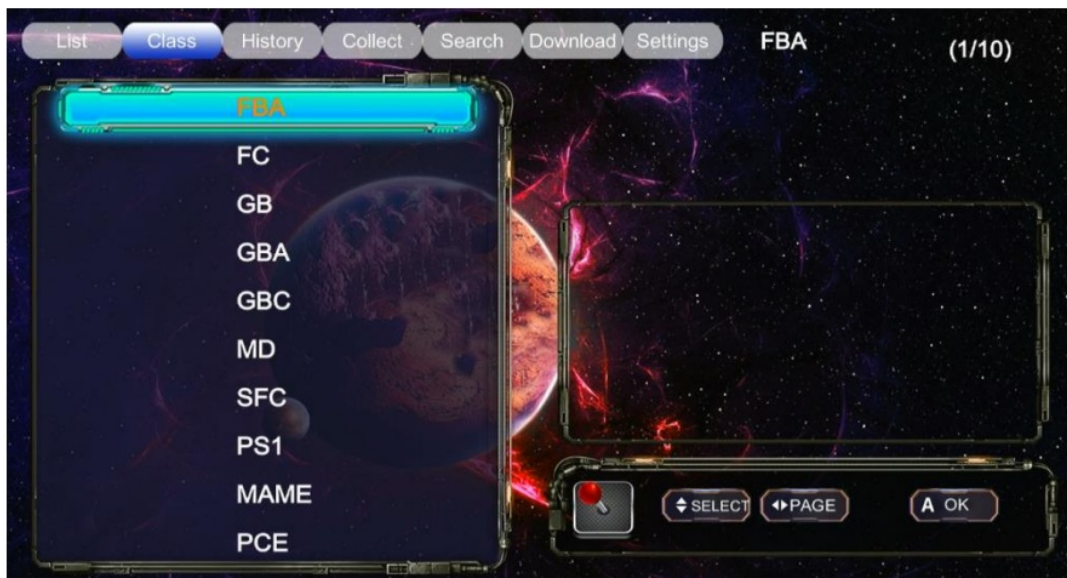 List Class History Collect Search Download Settings FBA (1/10)
FBA
FC
GB
GBA
GBC
MD
SFC
PS1
MAME
PCE
SELECT PAGE A OK